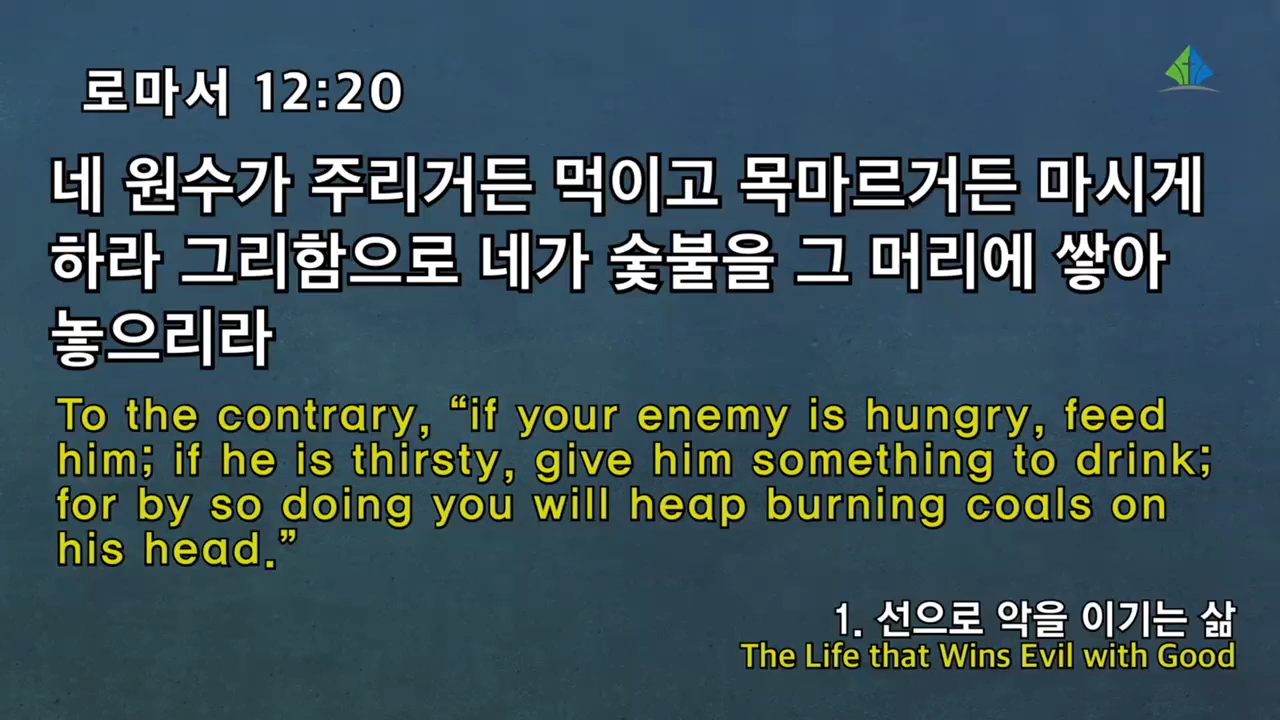 로마서 12:20
네 원수가 주리거든 먹이고 목마르거든 마시게
하라 그리함으로 네가 숯불을 그 머리에 쌓아
놓으리라
To the contrary, “if your enemy is hungry, feed
him; if he is thirsty, give him something to drink;
for by so doing you will heap burning coals on
his head.”
1. 선으로 악을 이기는 삶
The Life that Wins Evil with Good